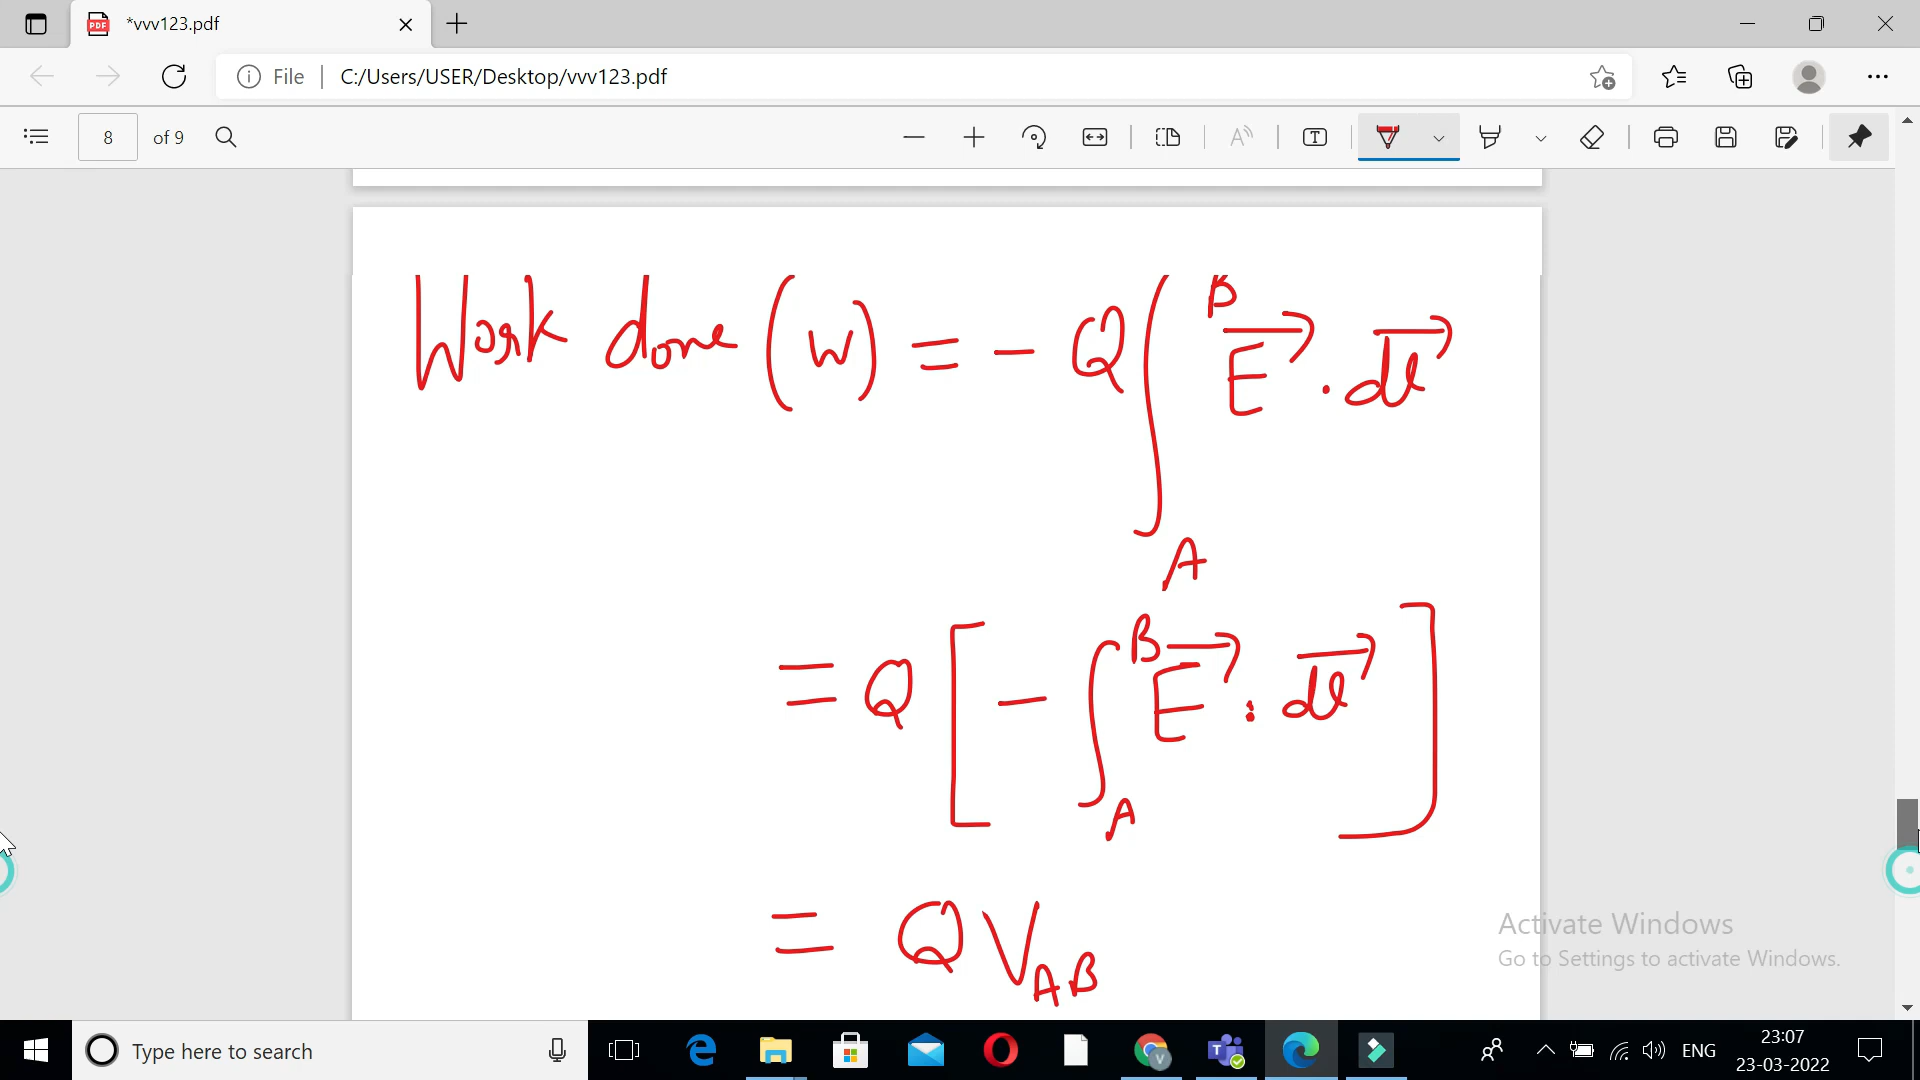 *vvv123.pdf
File | C:/Users/USER/Desktop/vvv123.pdf
8 of 9
Work done (W) = - Q ∫_A^B E⃗ . dl⃗
= Q [ - ∫_A^B E⃗ . dl⃗ ]
= Q V_AB
Activate Windows
Go to Settings to activate Windows.
Type here to search
ENG
23:07
23-03-2022